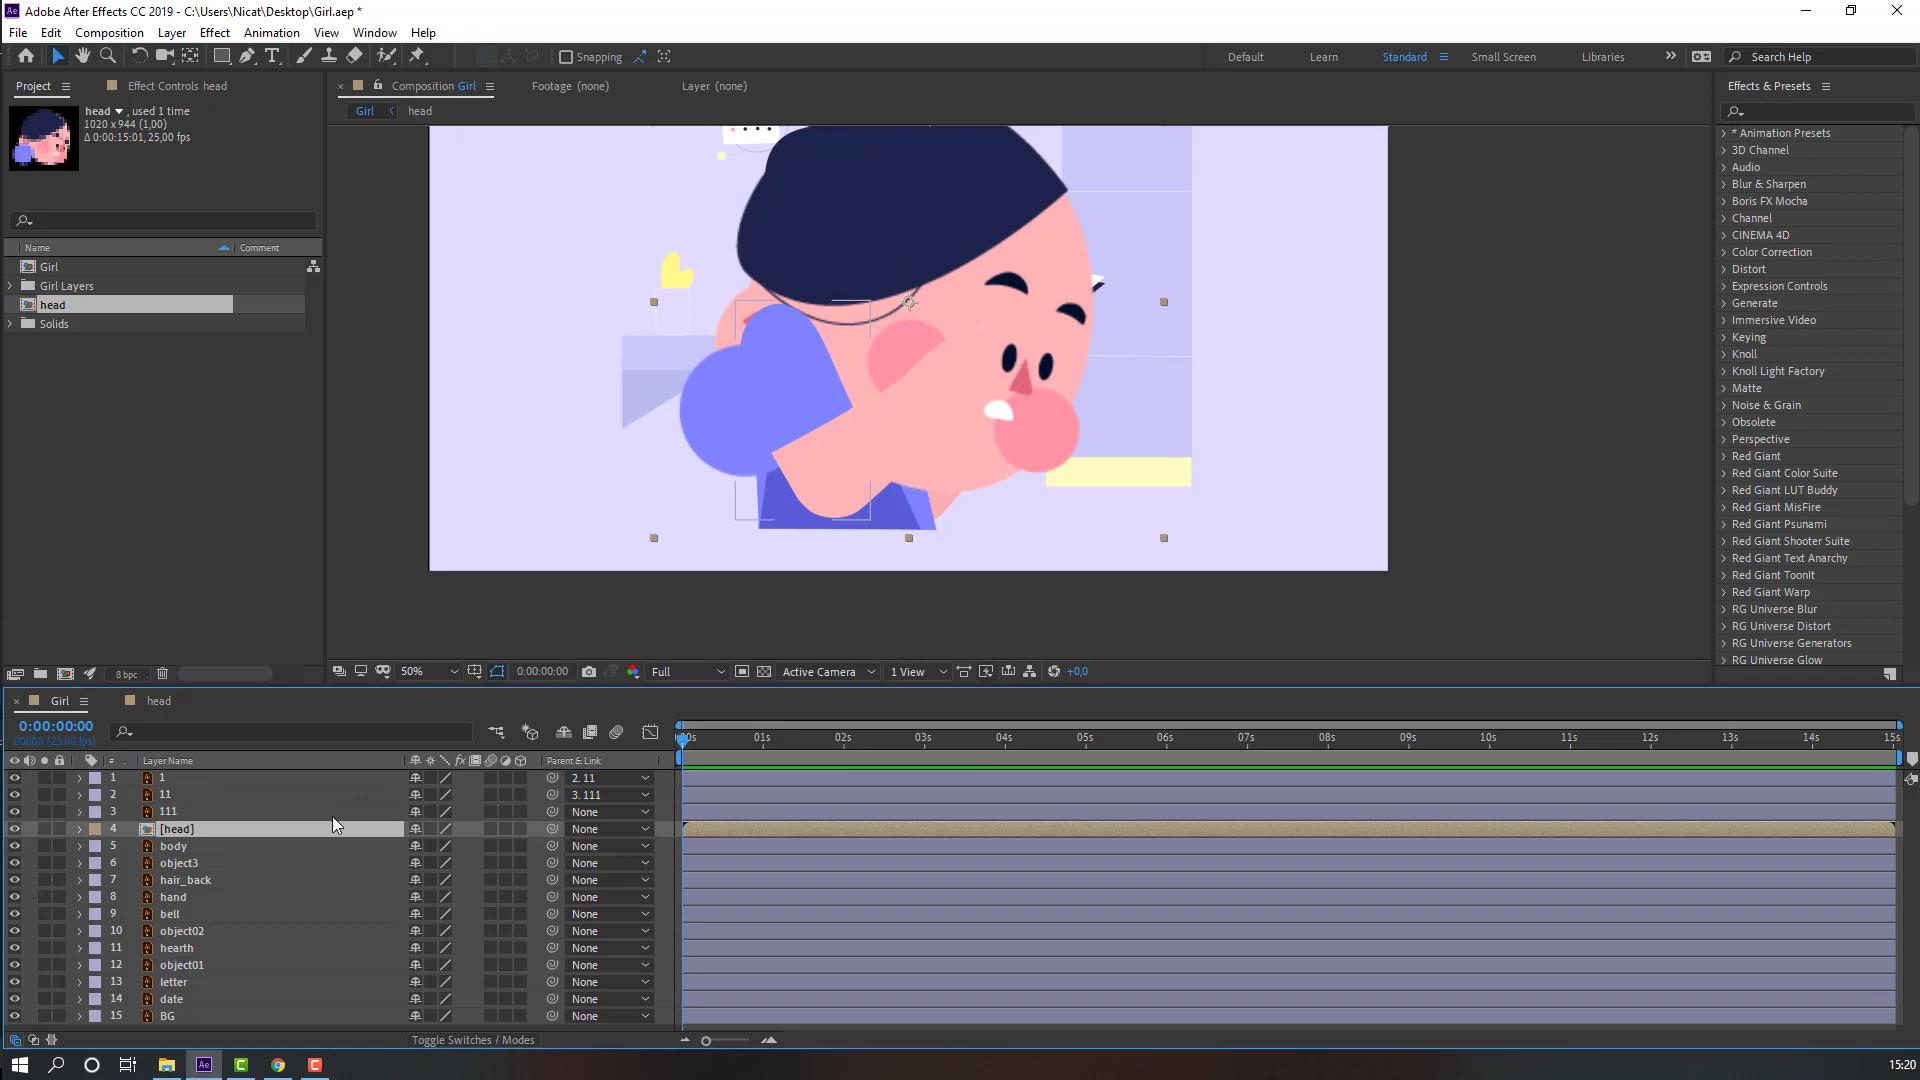 Adobe After Effects CC 2019 - C:\Users\Nicat\Desktop\Girl.aep *
File Edit Composition Layer Effect Animation View Window Help
Snapping Default Learn Standard Small Screen Libraries Search Help
Project Effect Controls head
head , used 1 time
1020 x 944 (1,00)
Δ 0:00:15:01, 25,00 fps
Name Comment
Girl
Girl Layers
head
Solids
8 bpc
Composition Girl Footage (none) Layer (none)
Girl head
50% 0:00:00:00 Full Active Camera 1 View +0,0
Effects & Presets
* Animation Presets
3D Channel
Audio
Blur & Sharpen
Boris FX Mocha
Channel
CINEMA 4D
Color Correction
Distort
Expression Controls
Generate
Immersive Video
Keying
Knoll
Knoll Light Factory
Matte
Noise & Grain
Obsolete
Perspective
Red Giant
Red Giant Color Suite
Red Giant LUT Buddy
Red Giant MisFire
Red Giant Psunami
Red Giant Shooter Suite
Red Giant Text Anarchy
Red Giant ToonIt
Red Giant Warp
RG Universe Blur
RG Universe Distort
RG Universe Generators
RG Universe Glow
Girl head
0:00:00:00
00000 (25.00 fps)
:00s 01s 02s 03s 04s 05s 06s 07s 08s 09s 10s 11s 12s 13s 14s 15s
# Layer Name fx Parent & Link
1 1 2. 11
2 11 3. 111
3 111 None
4 [head] None
5 body None
6 object3 None
7 hair_back None
8 hand None
9 bell None
10 object02 None
11 hearth None
12 object01 None
13 letter None
14 date None
15 BG None
Toggle Switches / Modes
15:20